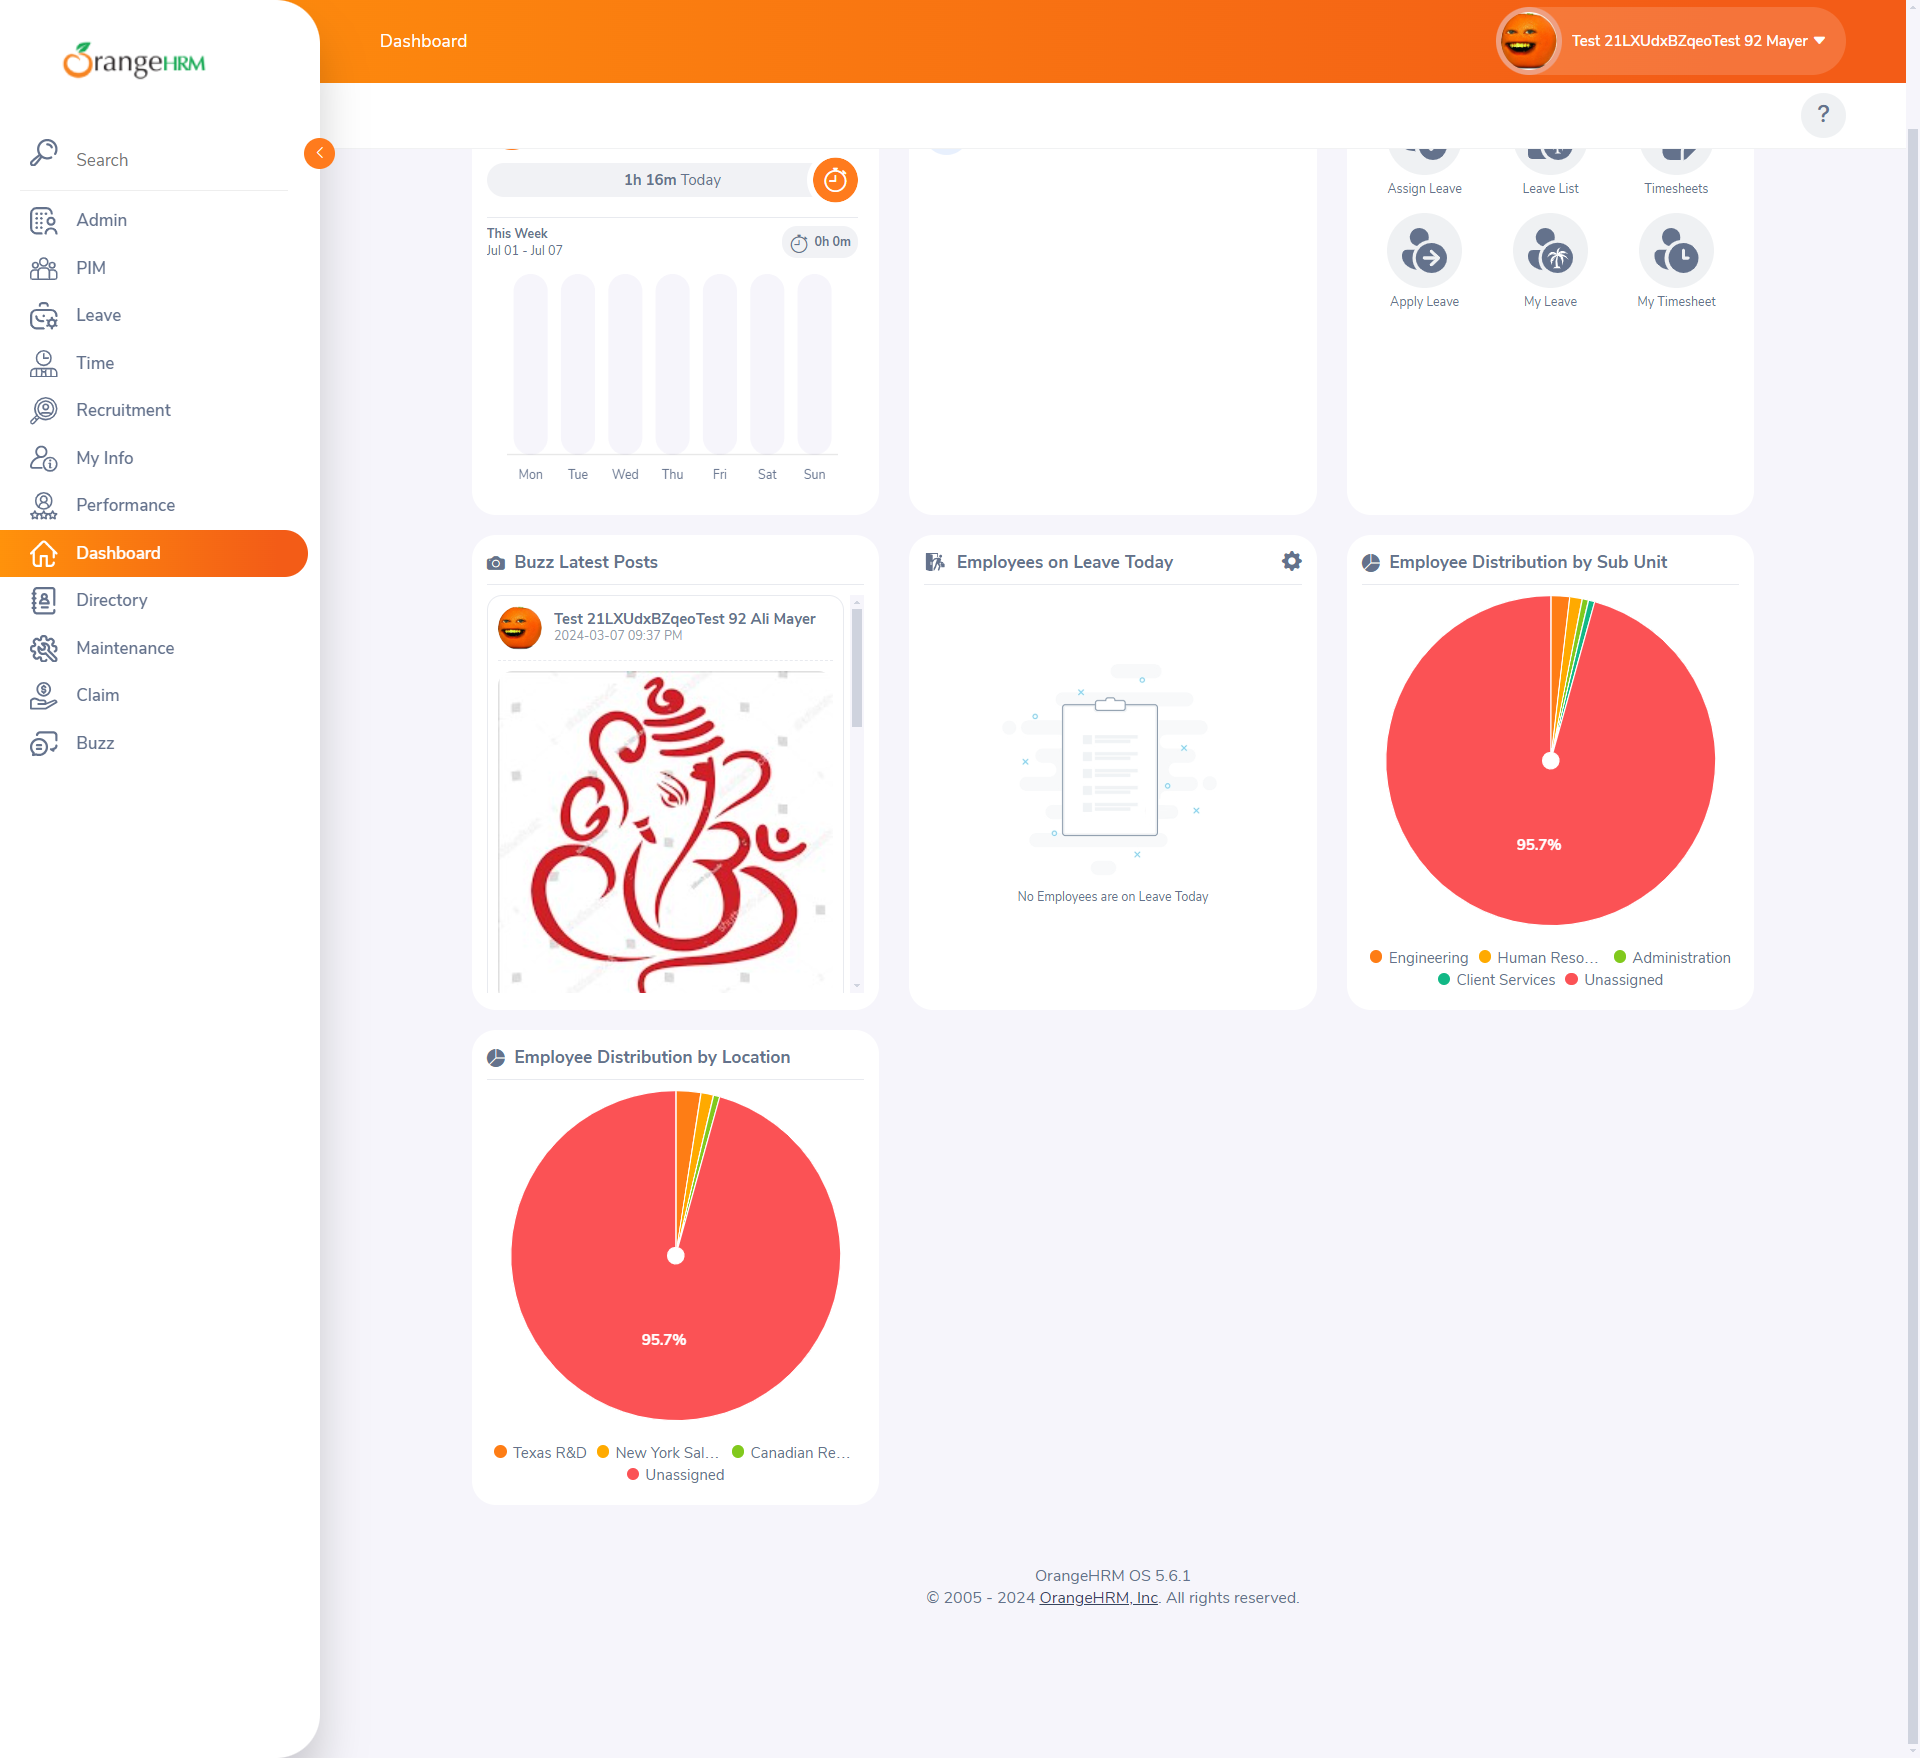 OrangeHRM
Search
Admin
PIM
Leave
Time
Recruitment
My Info
Performance
Dashboard
Directory
Maintenance
Claim
Buzz
Dashboard
Test 21LXUdxBZqeoTest 92 Mayer
?
1h 16m Today
This Week
Jul 01 - Jul 07
0h 0m
Mon Tue Wed Thu Fri Sat Sun
Assign Leave Leave List Timesheets
Apply Leave My Leave My Timesheet
Buzz Latest Posts
Test 21LXUdxBZqeoTest 92 Ali Mayer
2024-03-07 09:37 PM
Employees on Leave Today
No Employees are on Leave Today
Employee Distribution by Sub Unit
95.7%
Engineering Human Reso... Administration
Client Services Unassigned
Employee Distribution by Location
95.7%
Texas R&D New York Sal... Canadian Re...
Unassigned
OrangeHRM OS 5.6.1
© 2005 - 2024 OrangeHRM, Inc. All rights reserved.